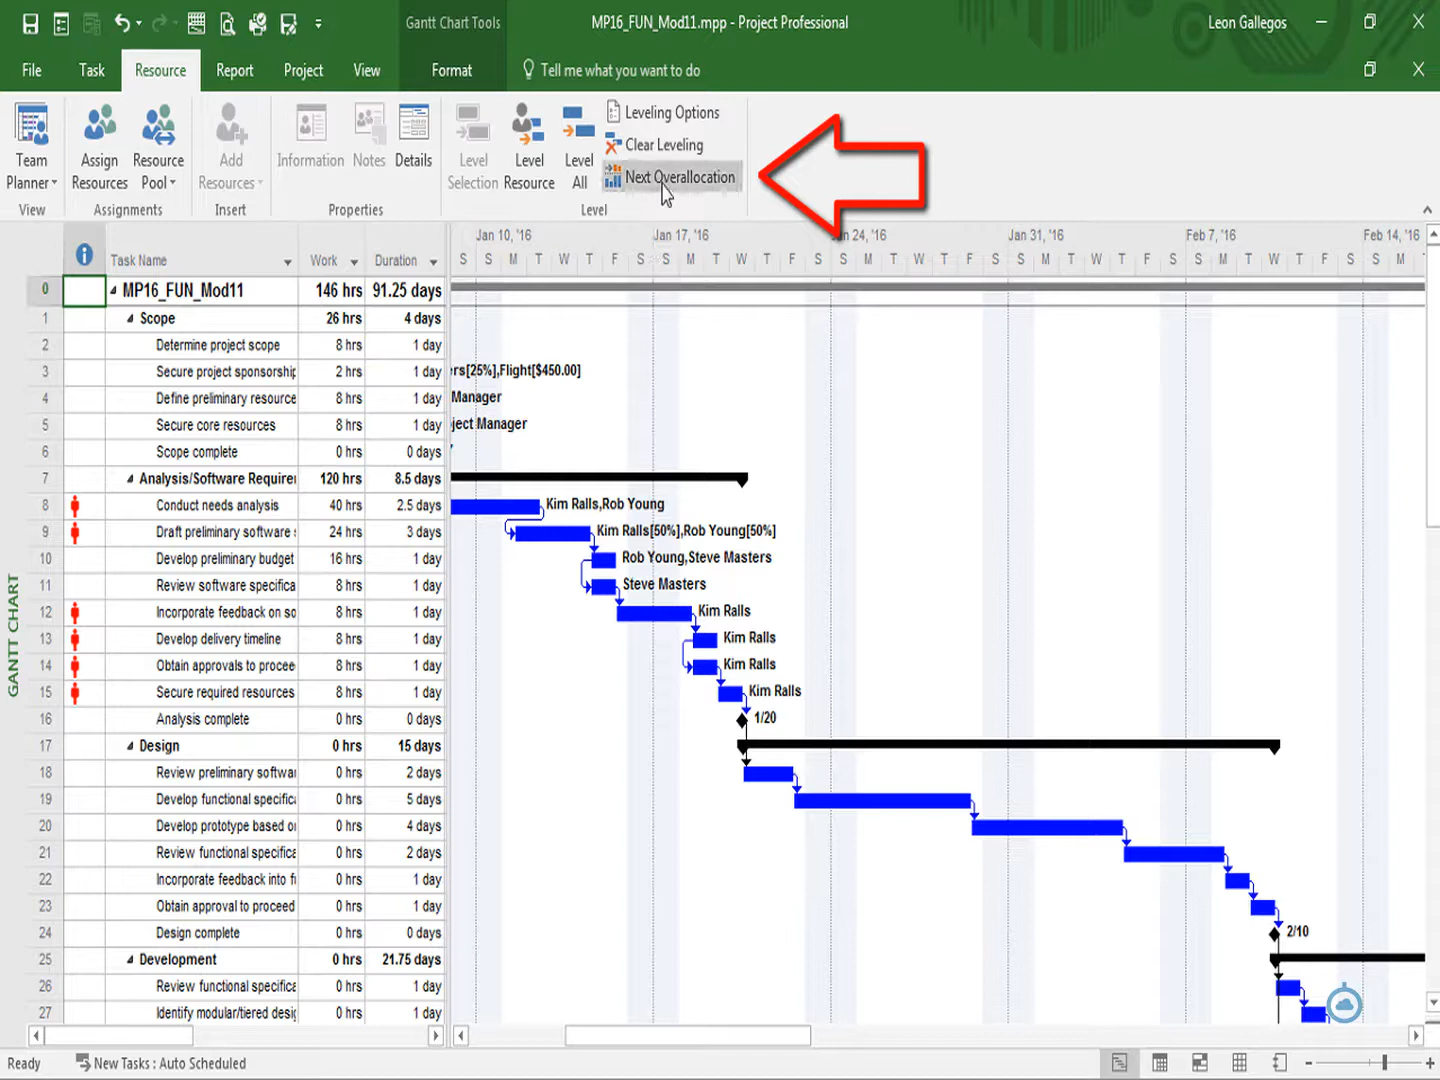 Gantt Chart Tools
MP16_FUN_Mod11.mpp - Project Professional
Leon Gallegos
File Task Resource Report Project View Format Tell me what you want to do
Team Planner
Assign Resources
Resource Pool
Add Resources
Information
Notes
Details
Level Selection
Level Resource
Level All
Leveling Options
Clear Leveling
Next Overallocation
View Assignments Insert Properties Level
Task Name Work Duration
Jan 10, '16 Jan 17, '16 24, '16 Jan 31, '16 Feb 7, '16 Feb 14, '16
S S M T W T F S S M T W T F S S M T W T F S S M T W T F S S M T W T F S S M
0 MP16_FUN_Mod11 146 hrs 91.25 days
1 Scope 26 hrs 4 days
2 Determine project scope 8 hrs 1 day
3 Secure project sponsorship 2 hrs 1 day rs[25%],Flight[$450.00]
4 Define preliminary resource 8 hrs 1 day Manager
5 Secure core resources 8 hrs 1 day ject Manager
6 Scope complete 0 hrs 0 days
7 Analysis/Software Requirer 120 hrs 8.5 days
8 Conduct needs analysis 40 hrs 2.5 days Kim Ralls,Rob Young
9 Draft preliminary software s 24 hrs 3 days Kim Ralls[50%],Rob Young[50%]
10 Develop preliminary budget 16 hrs 1 day Rob Young,Steve Masters
11 Review software specifica 8 hrs 1 day Steve Masters
12 Incorporate feedback on so 8 hrs 1 day Kim Ralls
13 Develop delivery timeline 8 hrs 1 day Kim Ralls
14 Obtain approvals to procee 8 hrs 1 day Kim Ralls
15 Secure required resources 8 hrs 1 day Kim Ralls
16 Analysis complete 0 hrs 0 days 1/20
17 Design 0 hrs 15 days
18 Review preliminary softwar 0 hrs 2 days
19 Develop functional specifica 0 hrs 5 days
20 Develop prototype based or 0 hrs 4 days
21 Review functional specifica 0 hrs 2 days
22 Incorporate feedback into f 0 hrs 1 day
23 Obtain approval to proceed 0 hrs 1 day
24 Design complete 0 hrs 0 days 2/10
25 Development 0 hrs 21.75 days
26 Review functional specifica 0 hrs 1 day
27 Identify modular/tiered desig 0 hrs 1 day
GANTT CHART
Ready New Tasks : Auto Scheduled